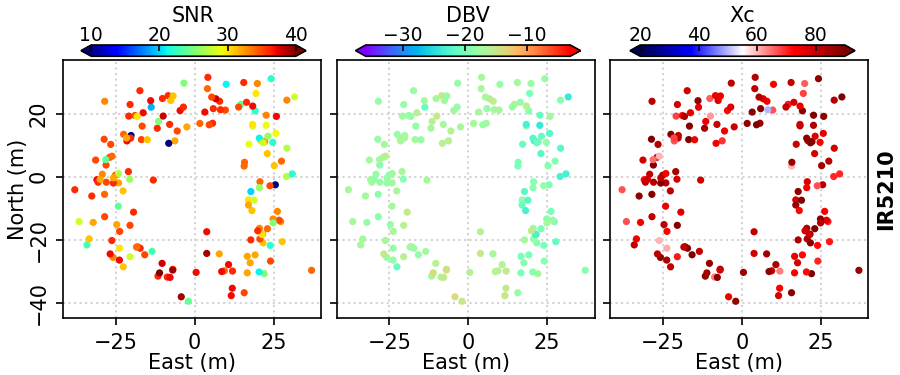 SNR DBV Xc
10 20 30 40 −30 −20 −10 20 40 60 80
20
0
−20
−40
North (m)
IR5210
−25 0 25 −25 0 25 −25 0 25
East (m) East (m) East (m)